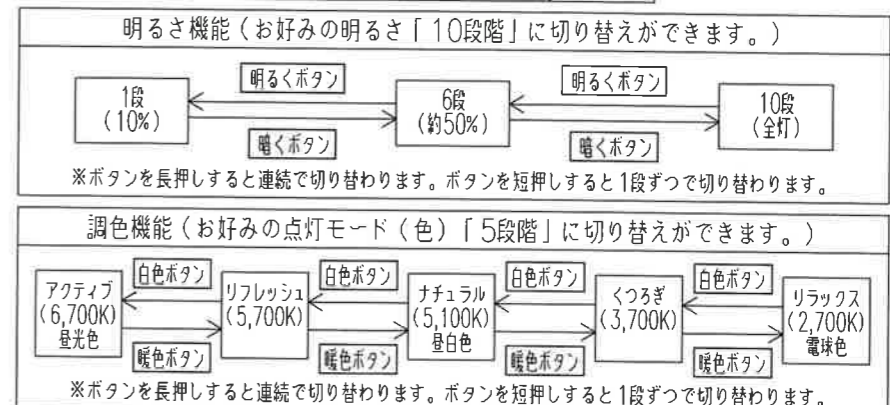 明るさ機能（お好みの明るさ「10段階」に切り替えができます。）
明るくボタン 明るくボタン
1段 6段 10段
（10%） （約50%） （全灯）
暗くボタン 暗くボタン
※ボタンを長押しすると連続で切り替わります。ボタンを短押しすると1段ずつで切り替わります。
調色機能（お好みの点灯モード（色）「5段階」に切り替えができます。）
白色ボタン 白色ボタン 白色ボタン 白色ボタン
アクティブ リフレッシュ ナチュラル くつろぎ リラックス
（6,700K） （5,700K） （5,100K） （3,700K） （2,700K）
昼光色 昼白色 電球色
暖色ボタン 暖色ボタン 暖色ボタン 暖色ボタン
※ボタンを長押しすると連続で切り替わります。ボタンを短押しすると1段ずつで切り替わります。